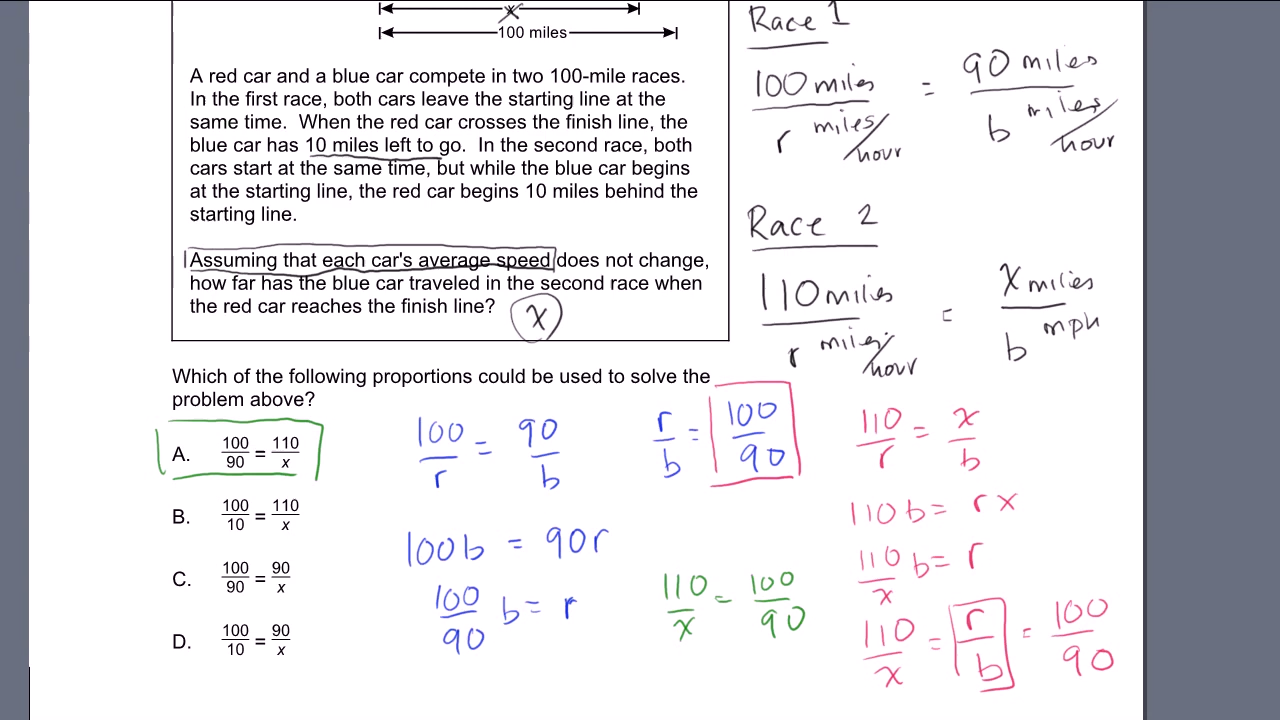 x
100 miles
A red car and a blue car compete in two 100-mile races.
In the first race, both cars leave the starting line at the
same time. When the red car crosses the finish line, the
blue car has 10 miles left to go. In the second race, both
cars start at the same time, but while the blue car begins
at the starting line, the red car begins 10 miles behind the
starting line.
Assuming that each car's average speed does not change,
how far has the blue car traveled in the second race when
the red car reaches the finish line?
x
Which of the following proportions could be used to solve the
problem above?
A. 100/90 = 110/x
B. 100/10 = 110/x
C. 100/90 = 90/x
D. 100/10 = 90/x
Race 1
100 miles / r miles/hour = 90 miles / b miles/hour
Race 2
110 miles / r miles/hour = x miles / b mph
100/r = 90/b
100b = 90r
100/90 b = r
r/b = 100/90
110/x = 100/90
110/r = x/b
110b = rx
110/x b = r
110/x = r/b = 100/90